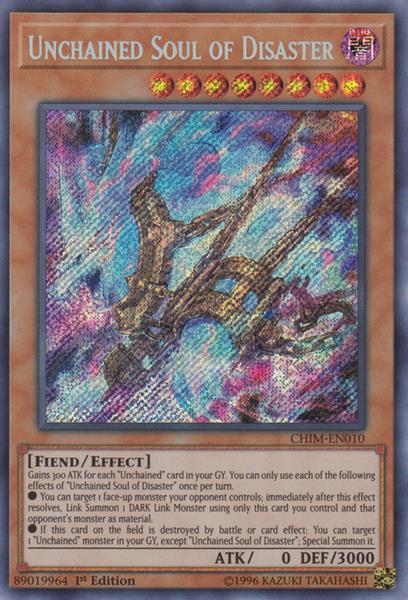 UNCHAINED SOUL OF DISASTER
DARK
闇
CHIM-EN010
[FIEND/EFFECT]
Gains 300 ATK for each "Unchained" card in your GY. You can only use each of the following
effects of "Unchained Soul of Disaster" once per turn.
● You can target 1 face-up monster your opponent controls; immediately after this effect
resolves, Link Summon 1 DARK Link Monster using only this card you control and that
opponent's monster as material.
● If this card on the field is destroyed by battle or card effect: You can target
1 "Unchained" monster in your GY, except "Unchained Soul of Disaster"; Special Summon it.
ATK/ 0 DEF/3000
89019964 1st Edition ©1996 KAZUKI TAKAHASHI